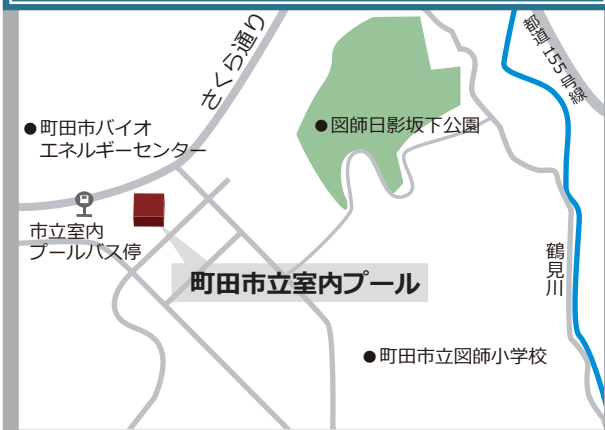 さくら通り
都道155号線
●町田市バイオ
エネルギーセンター
●図師日影坂下公園
市立室内
プールバス停
町田市立室内プール
鶴見川
●町田市立図師小学校